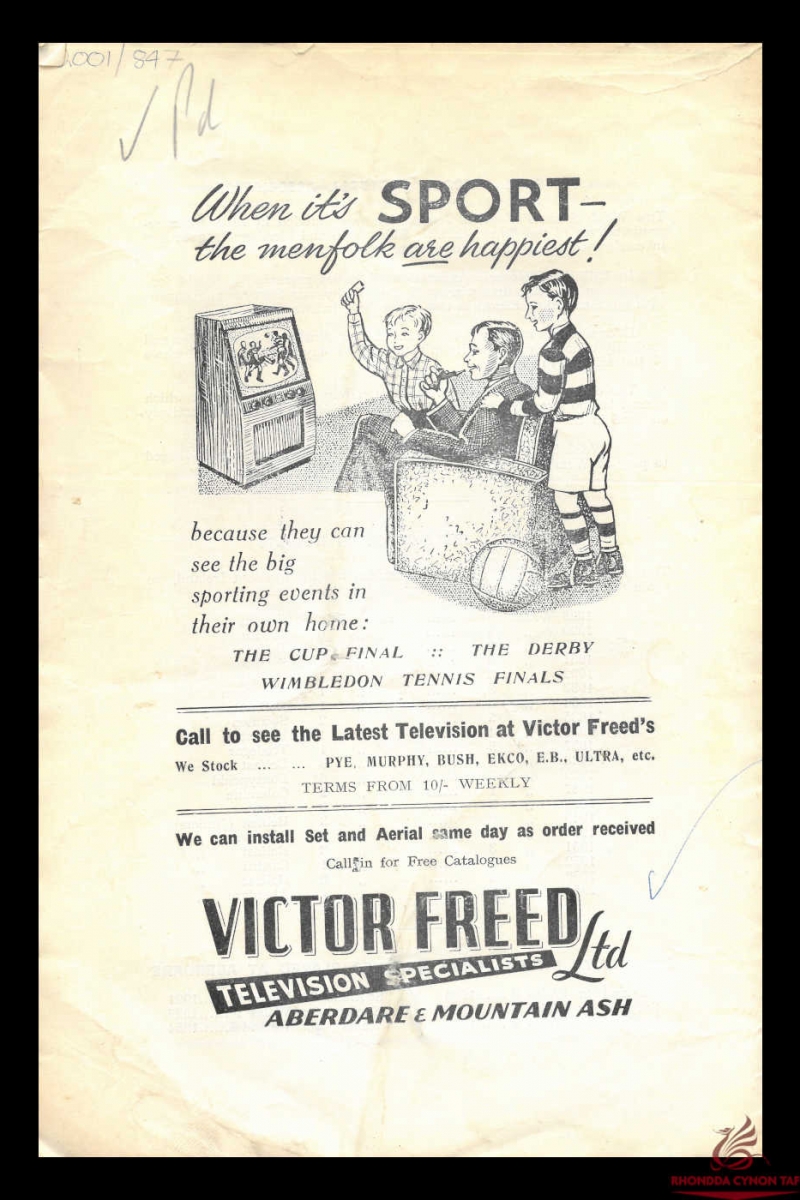 001/847
✓ Pd
When it's SPORT–
the menfolk are happiest!
because they can
see the big
sporting events in
their own home:
THE CUP FINAL :: THE DERBY
WIMBLEDON TENNIS FINALS
Call to see the Latest Television at Victor Freed's
We Stock ... ... PYE, MURPHY, BUSH, EKCO, E.B., ULTRA, etc.
TERMS FROM 10/- WEEKLY
We can install Set and Aerial same day as order received
Call in for Free Catalogues
VICTOR FREED Ltd
TELEVISION SPECIALISTS
ABERDARE & MOUNTAIN ASH
RHONDDA CYNON TAF